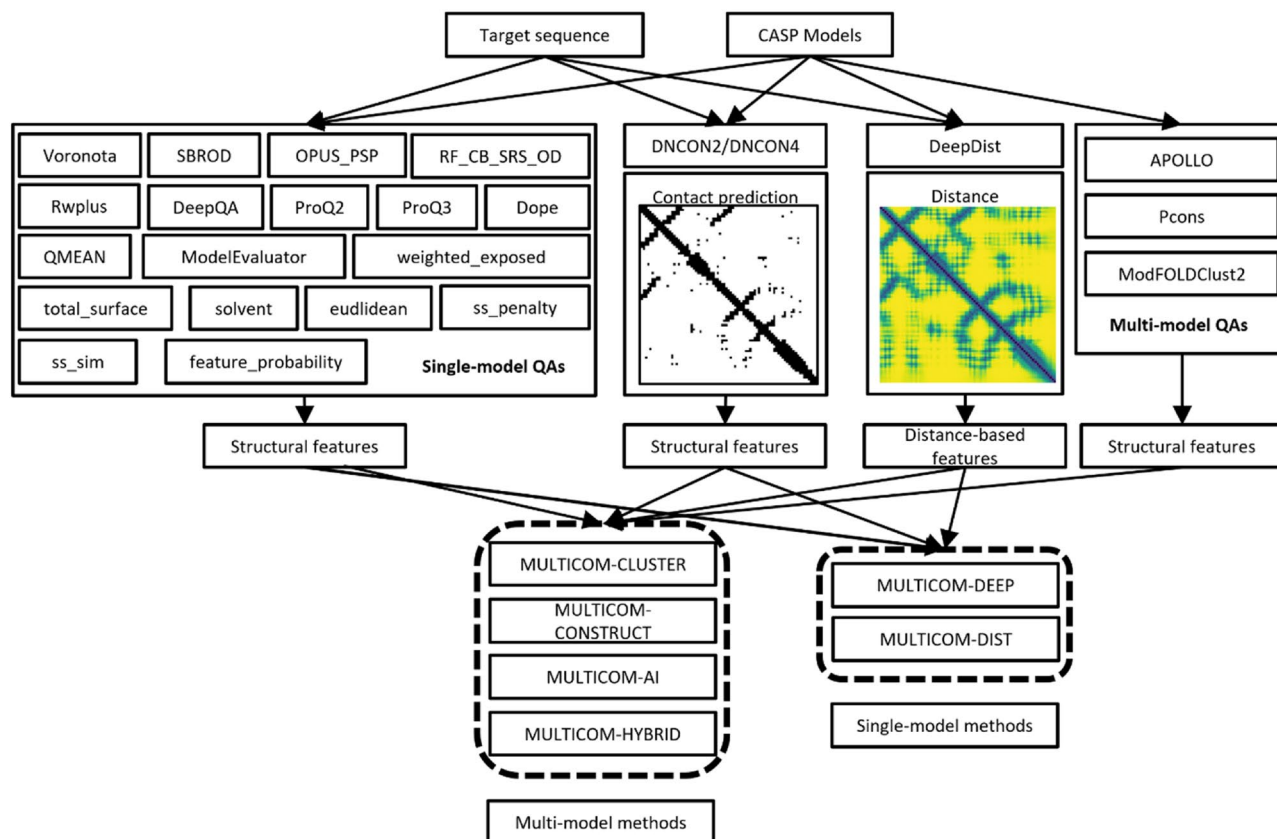 Target sequence
CASP Models
Voronota
SBROD
OPUS_PSP
RF_CB_SRS_OD
Rwplus
DeepQA
ProQ2
ProQ3
Dope
QMEAN
ModelEvaluator
weighted_exposed
total_surface
solvent
eudlidean
ss_penalty
ss_sim
feature_probability
Single-model QAs
DNCON2/DNCON4
Contact prediction
DeepDist
Distance
APOLLO
Pcons
ModFOLDClust2
Multi-model QAs
Structural features
Structural features
Distance-based
features
Structural features
MULTICOM-CLUSTER
MULTICOM-
CONSTRUCT
MULTICOM-AI
MULTICOM-HYBRID
Multi-model methods
MULTICOM-DEEP
MULTICOM-DIST
Single-model methods